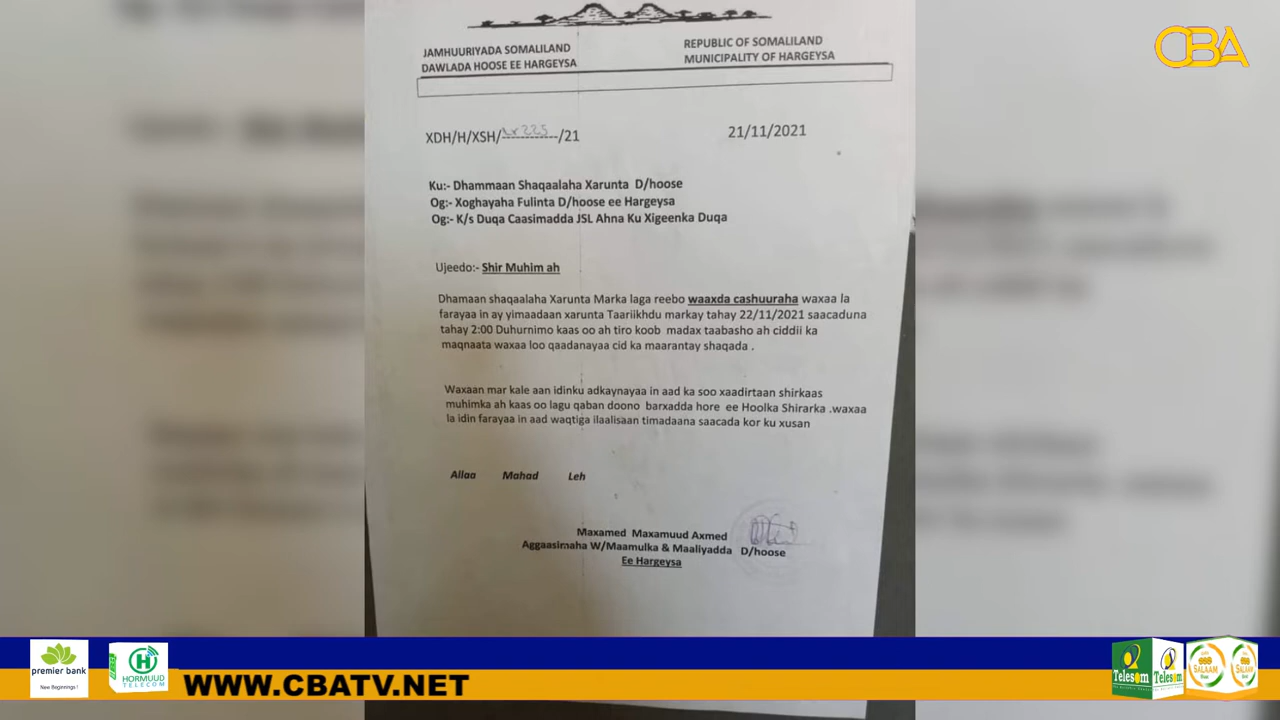 CBA
JAMHUURIYADA SOMALILAND
DAWLADA HOOSE EE HARGEYSA
REPUBLIC OF SOMALILAND
MUNICIPALITY OF HARGEYSA
XDH/H/XSH/Lr225/21
21/11/2021
Ku:- Dhammaan Shaqaalaha Xarunta D/hoose
Og:- Xoghayaha Fulinta D/hoose ee Hargeysa
Og:- K/s Duqa Caasimadda JSL Ahna Ku Xigeenka Duqa
Ujeedo:- Shir Muhim ah
Dhamaan shaqaalaha Xarunta Marka laga reebo waaxda cashuuraha waxaa la
farayaa in ay yimaadaan xarunta Taariikhdu markay tahay 22/11/2021 saacaduna
tahay 2:00 Duhurnimo kaas oo ah tiro koob madax taabasho ah ciddii ka
maqnaata waxaa loo qaadanayaa cid ka maarantay shaqada .
Waxaan mar kale aan idinku adkaynayaa in aad ka soo xaadirtaan shirkaas
muhimka ah kaas oo lagu qaban doono barxadda hore ee Hoolka Shirarka .waxaa
la idin farayaa in aad waqtiga ilaalisaan timadaana saacada kor ku xusan
Allaa Mahad Leh
Maxamed Maxamuud Axmed
Aggaasimaha W/Maamulka & Maaliyadda D/hoose
Ee Hargeysa
premier bank
New Beginnings !
HORMUUD
TELECOM
WWW.CBATV.NET
Telesom
Telesom
SALAAM
SALAAM